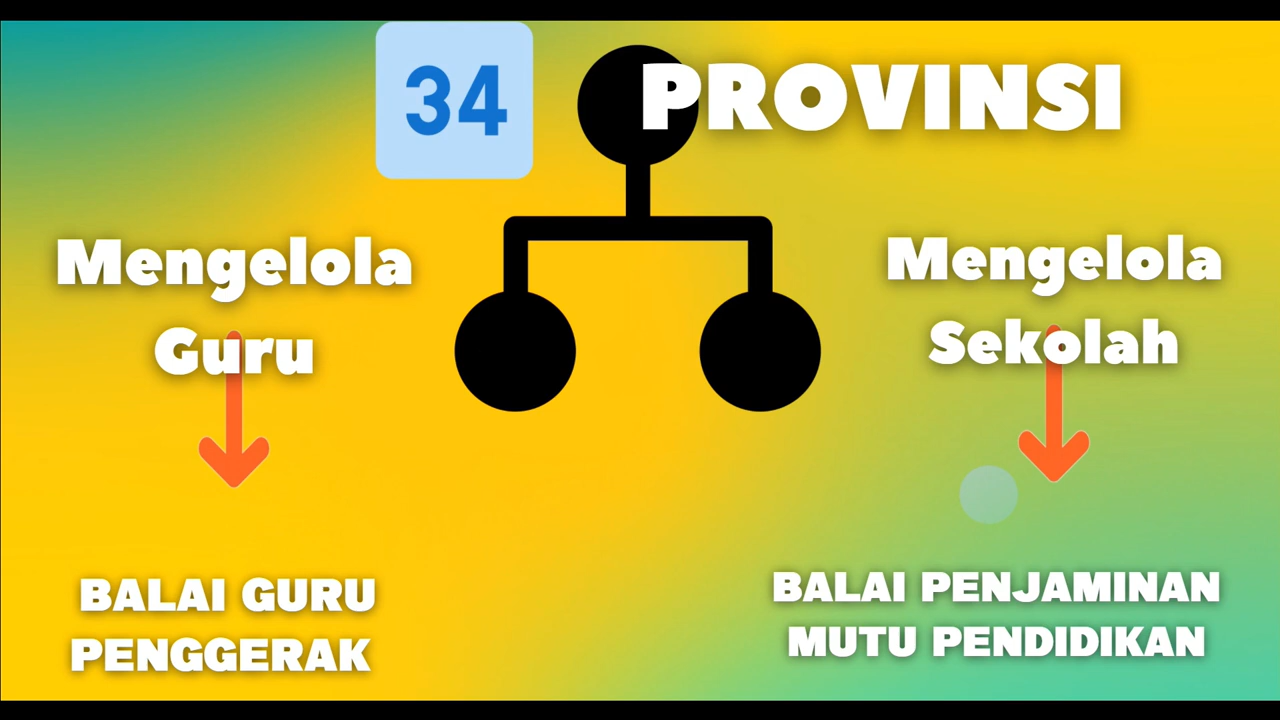 34 PROVINSI
Mengelola
Guru
Mengelola
Sekolah
BALAI GURU
PENGGERAK
BALAI PENJAMINAN
MUTU PENDIDIKAN